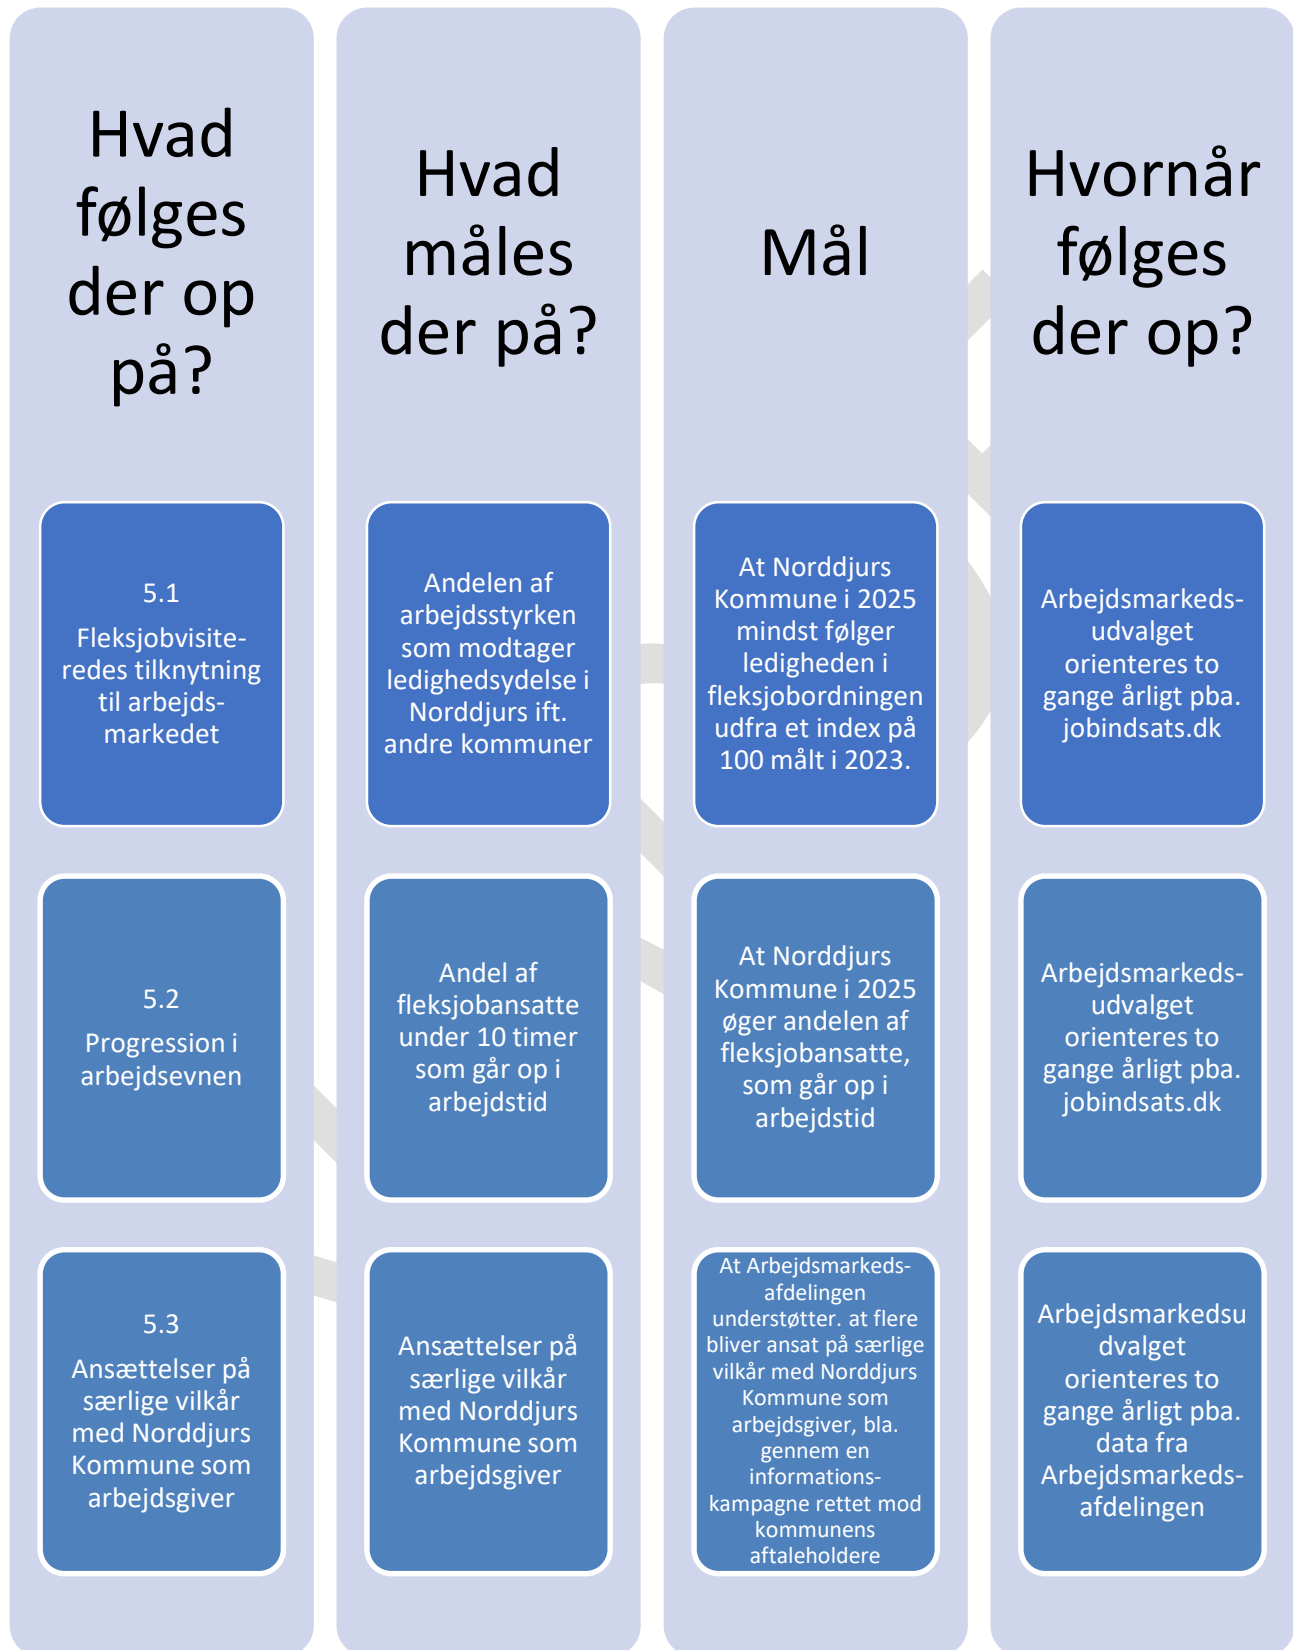 Hvad
følges
der op
på?
Hvad
måles
der på?
Mål
Hvornår
følges
der op?
5.1
Fleksjobvisite-
redes tilknytning
til arbejds-
markedet
Andelen af
arbejdsstyrken
som modtager
ledighedsydelse i
Norddjurs ift.
andre kommuner
At Norddjurs
Kommune i 2025
mindst følger
ledigheden i
fleksjobordningen
udfra et index på
100 målt i 2023.
Arbejdsmarkeds-
udvalget
orienteres to
gange årligt pba.
jobindsats.dk
5.2
Progression i
arbejdsevnen
Andel af
fleksjobansatte
under 10 timer
som går op i
arbejdstid
At Norddjurs
Kommune i 2025
øger andelen af
fleksjobansatte,
som går op i
arbejdstid
Arbejdsmarkeds-
udvalget
orienteres to
gange årligt pba.
jobindsats.dk
5.3
Ansættelser på
særlige vilkår
med Norddjurs
Kommune som
arbejdsgiver
Ansættelser på
særlige vilkår
med Norddjurs
Kommune som
arbejdsgiver
At Arbejdsmarkeds-
afdelingen
understøtter. at flere
bliver ansat på særlige
vilkår med Norddjurs
Kommune som
arbejdsgiver, bla.
gennem en
informations-
kampagne rettet mod
kommunens
aftaleholdere
Arbejdsmarkedsu
dvalget
orienteres to
gange årligt pba.
data fra
Arbejdsmarkeds-
afdelingen